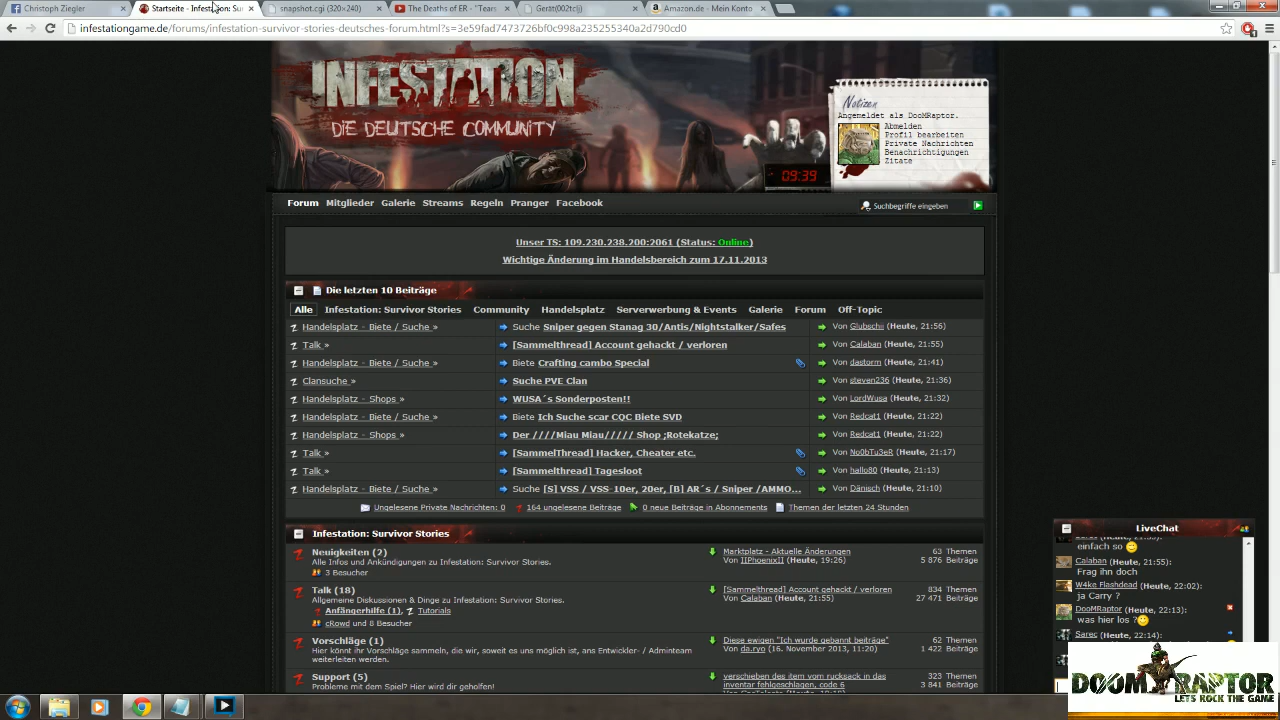 Christoph Ziegler
Startseite - Infestation: Su
snapshot.cgi (320×240)
The Deaths of ER - "Tears
Gerät(002tclj)
Amazon.de - Mein Konto
infestationgame.de/forums/infestation-survivor-stories-deutsches-forum.html?s=3e59fad7473726bf0c998a235255340a2d790cd0
INFESTATION
DIE DEUTSCHE COMMUNITY
Notizen
Angemeldet als DooMRaptor.
Abmelden
Profil bearbeiten
Private Nachrichten
Benachrichtigungen
Zitate
09:39
Forum Mitglieder Galerie Streams Regeln Pranger Facebook
Suchbegriffe eingeben
Unser TS: 109.230.238.200:2061 (Status: Online)
Wichtige Änderung im Handelsbereich zum 17.11.2013
Die letzten 10 Beiträge
Alle Infestation: Survivor Stories Community Handelsplatz Serverwerbung & Events Galerie Forum Off-Topic
Handelsplatz - Biete / Suche » Suche Sniper gegen Stanag 30/Antis/Nightstalker/Safes Von Glubschii (Heute, 21:56)
Talk » [Sammelthread] Account gehackt / verloren Von Calaban (Heute, 21:55)
Handelsplatz - Biete / Suche » Biete Crafting cambo Special Von dastorm (Heute, 21:41)
Clansuche » Suche PVE Clan Von steven236 (Heute, 21:36)
Handelsplatz - Shops » WUSA´s Sonderposten!! Von LordWusa (Heute, 21:32)
Handelsplatz - Biete / Suche » Biete Ich Suche scar CQC Biete SVD Von Redcat1 (Heute, 21:22)
Handelsplatz - Shops » Der ////Miau Miau///// Shop ;Rotekatze; Von Redcat1 (Heute, 21:22)
Talk » [SammelThread] Hacker, Cheater etc. Von No0bTu3eR (Heute, 21:17)
Talk » [Sammelthread] Tagesloot Von hallo80 (Heute, 21:13)
Handelsplatz - Biete / Suche » Suche [S] VSS / VSS-10er, 20er, [B] AR´s / Sniper /AMMO... Von Dänisch (Heute, 21:10)
Ungelesene Private Nachrichten: 0 164 ungelesene Beiträge 0 neue Beiträge in Abonnements Themen der letzten 24 Stunden
Infestation: Survivor Stories
Neuigkeiten (2)
Alle Infos und Ankündigungen zu Infestation: Survivor Stories.
3 Besucher
Marktplatz - Aktuelle Änderungen
Von IIPhoenixII (Heute, 19:26)
63 Themen
5 876 Beiträge
Talk (18)
Allgemeine Diskussionen & Dinge zu Infestation: Survivor Stories.
Anfängerhilfe (1), Tutorials
cRowd und 8 Besucher
[Sammelthread] Account gehackt / verloren
Von Calaban (Heute, 21:55)
834 Themen
27 471 Beiträge
Vorschläge (1)
Hier könnt ihr Vorschläge sammeln, die wir, soweit es uns möglich ist, ans Entwickler- / Adminteam
weiterleiten werden.
Diese ewigen "Ich wurde gebannt beiträge"
Von da.ryo (16. November 2013, 11:20)
62 Themen
1 422 Beiträge
Support (5)
Probleme mit dem Spiel? Hier wird dir geholfen!
verschieben des item vom rucksack in das
inventar fehlgeschlagen, code 6
323 Themen
3 841 Beiträge
LiveChat
einfach so
Calaban (Heute, 21:55):
Frag ihn doch
W4ke Flashdead (Heute, 22:02):
ja Carry ?
DooMRaptor (Heute, 22:13):
was hier los ?
Sares (Heute, 22:14):
DOOM RAPTOR
LETS ROCK THE GAME